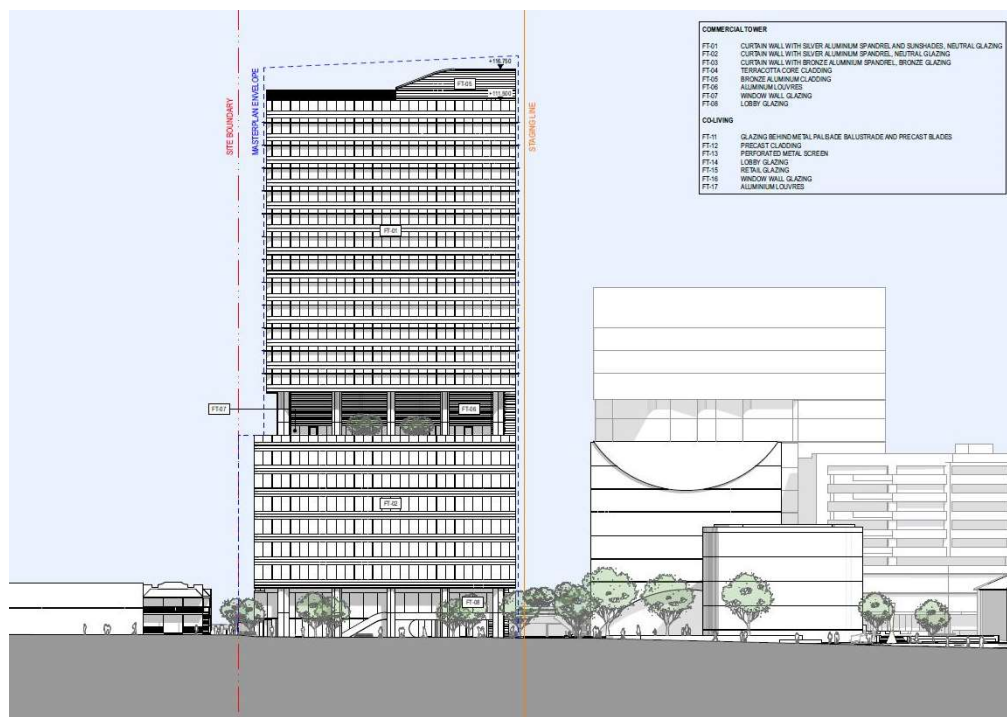 COMMERCIAL TOWER
FT-01 CURTAIN WALL WITH SILVER ALUMINIUM SPANDREL AND SUNSHADES, NEUTRAL GLAZING
FT-02 CURTAIN WALL WITH SILVER ALUMINIUM SPANDREL, NEUTRAL GLAZING
FT-03 CURTAIN WALL WITH BRONZE ALUMINIUM SPANDREL, BRONZE GLAZING
FT-04 TERRACOTTA CORE CLADDING
FT-05 BRONZE ALUMINUM CLADDING
FT-06 ALUMINIUM LOUVRES
FT-07 WINDOW WALL GLAZING
FT-08 LOBBY GLAZING
CO-LIVING
FT-11 GLAZING BEHIND METAL PALISADE BALUSTRADE AND PRECAST BLADES
FT-12 PRECAST CLADDING
FT-13 PERFORATED METAL SCREEN
FT-14 LOBBY GLAZING
FT-15 RETAIL GLAZING
FT-16 WINDOW WALL GLAZING
FT-17 ALUMINIUM LOUVRES
SITE BOUNDARY
MASTERPLAN ENVELOPE
STAGING LINE
+116.750
FT-05
+111.600
FT-01
FT-07
FT-06
FT-02
FT-08